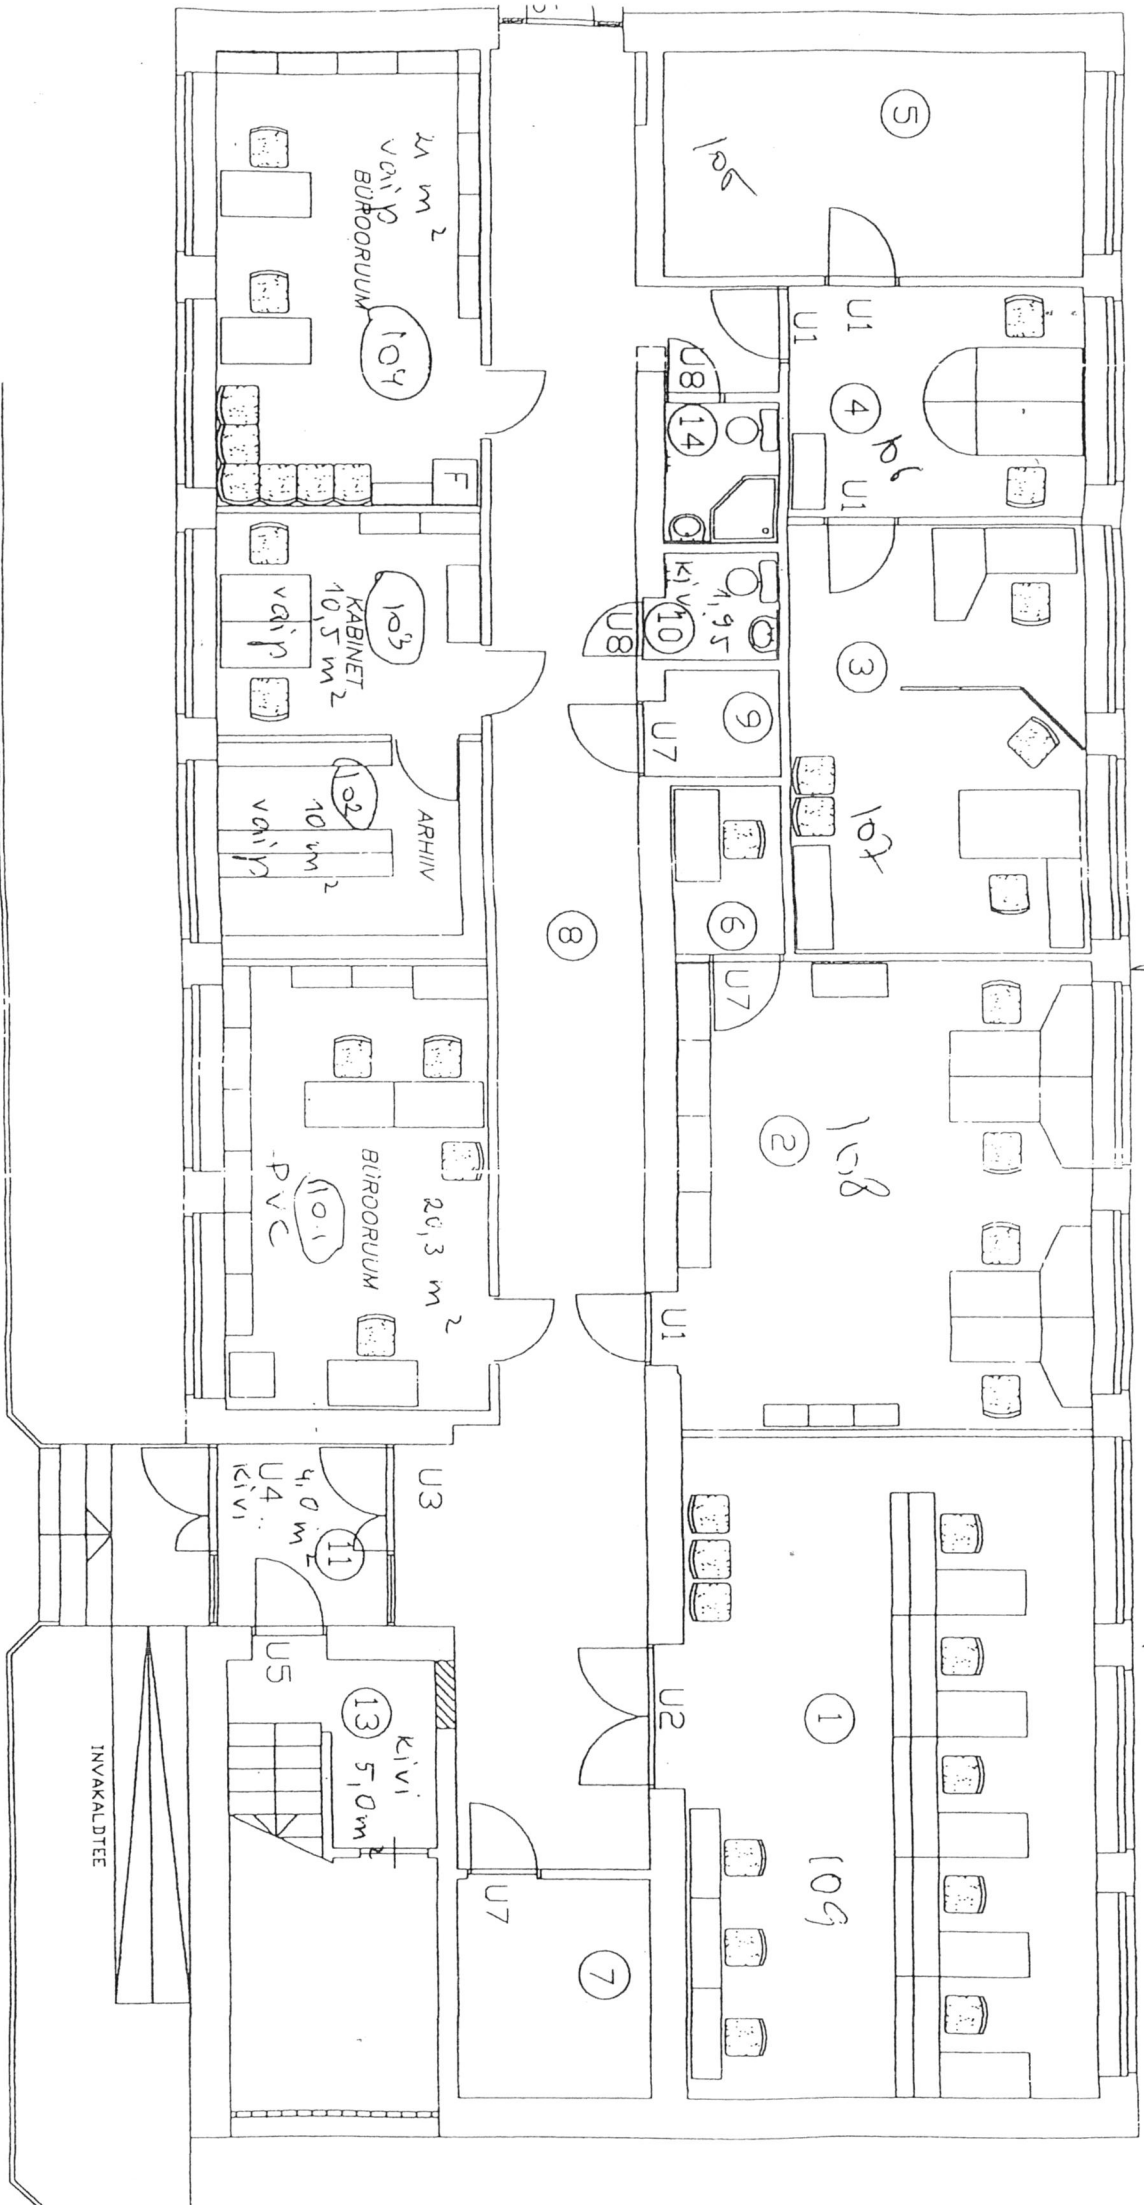 5
106
21 m²
vaip
BÜROORUUM
104
F
U1
U1
4
106
U1
U8
14
KABINET
103
10,5 m²
vaip
1,95
kivi
10
U8
3
107
9
U7
ARHIIV
102
10 m²
vaip
8
6
U7
2
108
20,3 m²
BÜROORUUM
101
PVC
U1
U3
4,0 m²
U4
kivi
11
U5
13
kivi
5,0 m²
U2
1
109
U7
7
INVAKALDTEE